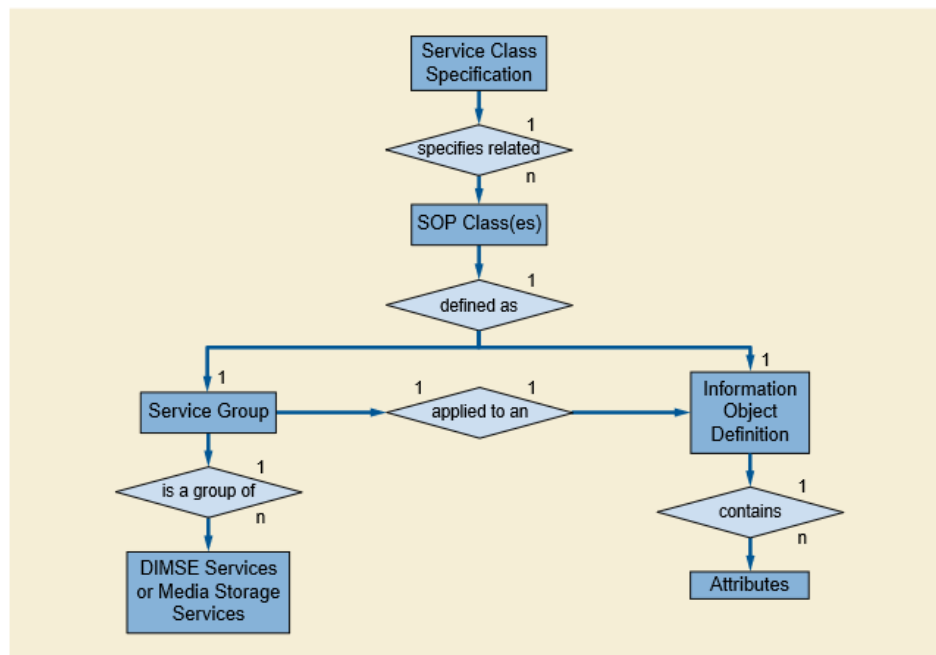 Service Class
Specification
1
specifies related
n
SOP Class(es)
1
defined as
1
1
Service Group
1
1
applied to an
Information
Object
Definition
1
is a group of
n
1
contains
n
DIMSE Services
or Media Storage
Services
Attributes